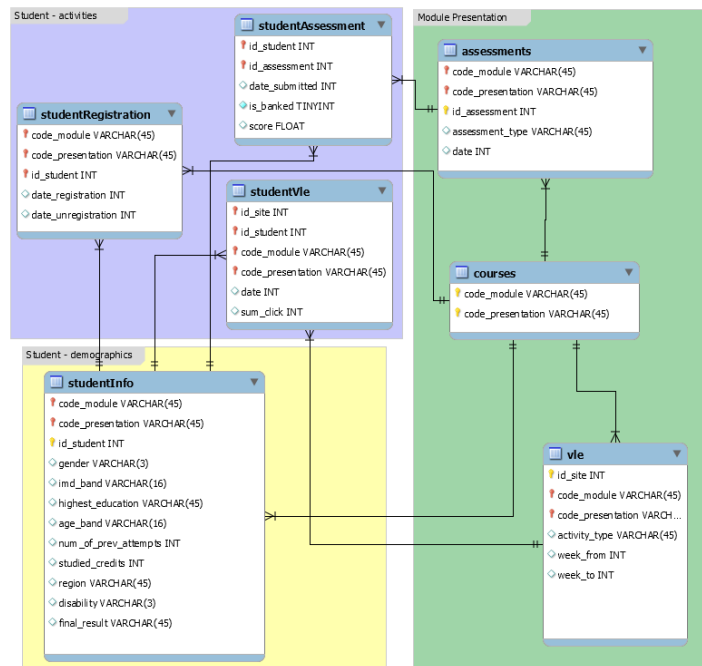 Student - activities
studentAssessment
id_student INT
id_assessment INT
date_submitted INT
is_banked TINYINT
score FLOAT
studentRegistration
code_module VARCHAR(45)
code_presentation VARCHAR(45)
id_student INT
date_registration INT
date_unregistration INT
studentVle
id_site INT
id_student INT
code_module VARCHAR(45)
code_presentation VARCHAR(45)
date INT
sum_click INT
Student - demographics
studentInfo
code_module VARCHAR(45)
code_presentation VARCHAR(45)
id_student INT
gender VARCHAR(3)
imd_band VARCHAR(16)
highest_education VARCHAR(45)
age_band VARCHAR(16)
num_of_prev_attempts INT
studied_credits INT
region VARCHAR(45)
disability VARCHAR(3)
final_result VARCHAR(45)
Module Presentation
assessments
code_module VARCHAR(45)
code_presentation VARCHAR(45)
id_assessment INT
assessment_type VARCHAR(45)
date INT
courses
code_module VARCHAR(45)
code_presentation VARCHAR(45)
vle
id_site INT
code_module VARCHAR(45)
code_presentation VARCH...
activity_type VARCHAR(45)
week_from INT
week_to INT